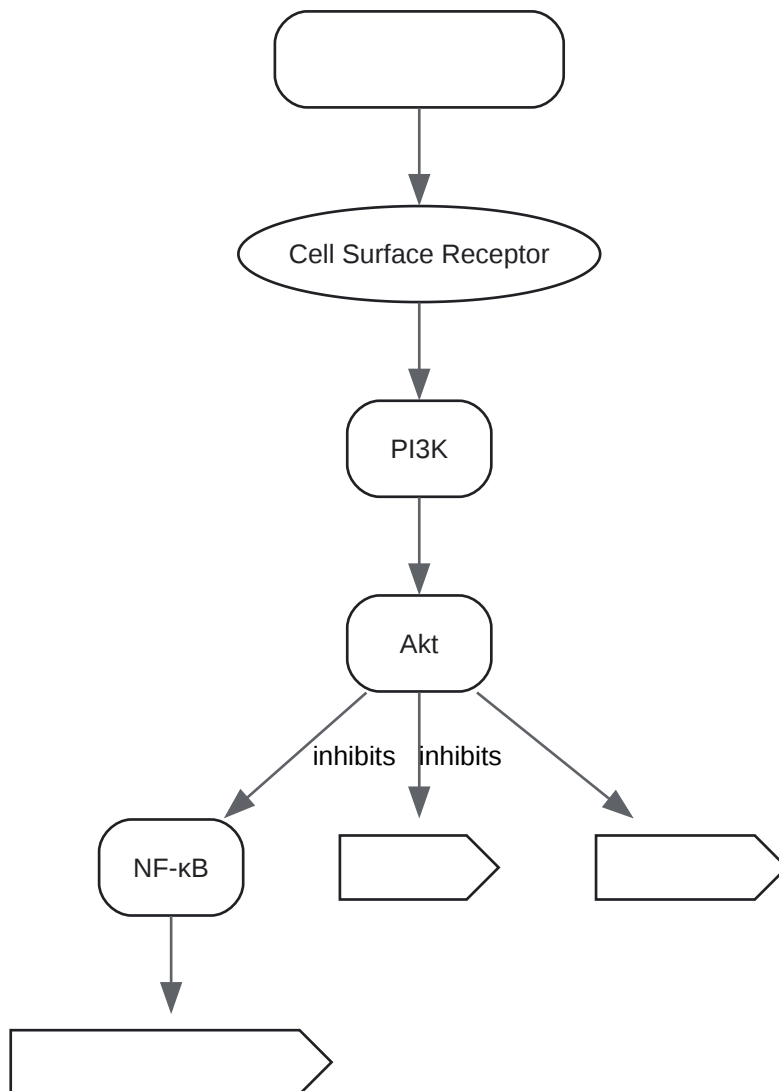 Cell Surface Receptor
PI3K
Akt
inhibits
inhibits
NF-κB